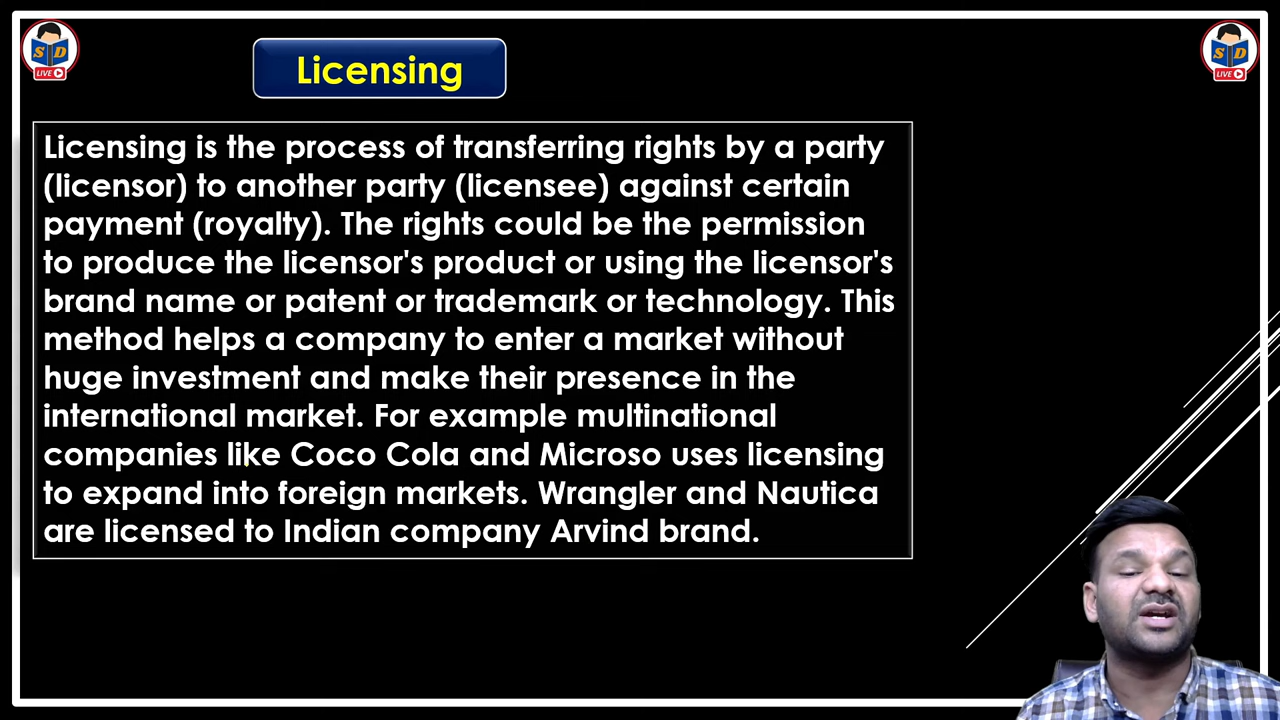 Licensing
Licensing is the process of transferring rights by a party
(licensor) to another party (licensee) against certain
payment (royalty). The rights could be the permission
to produce the licensor's product or using the licensor's
brand name or patent or trademark or technology. This
method helps a company to enter a market without
huge investment and make their presence in the
international market. For example multinational
companies like Coco Cola and Microso uses licensing
to expand into foreign markets. Wrangler and Nautica
are licensed to Indian company Arvind brand.
S D
LIVE
S D
LIVE